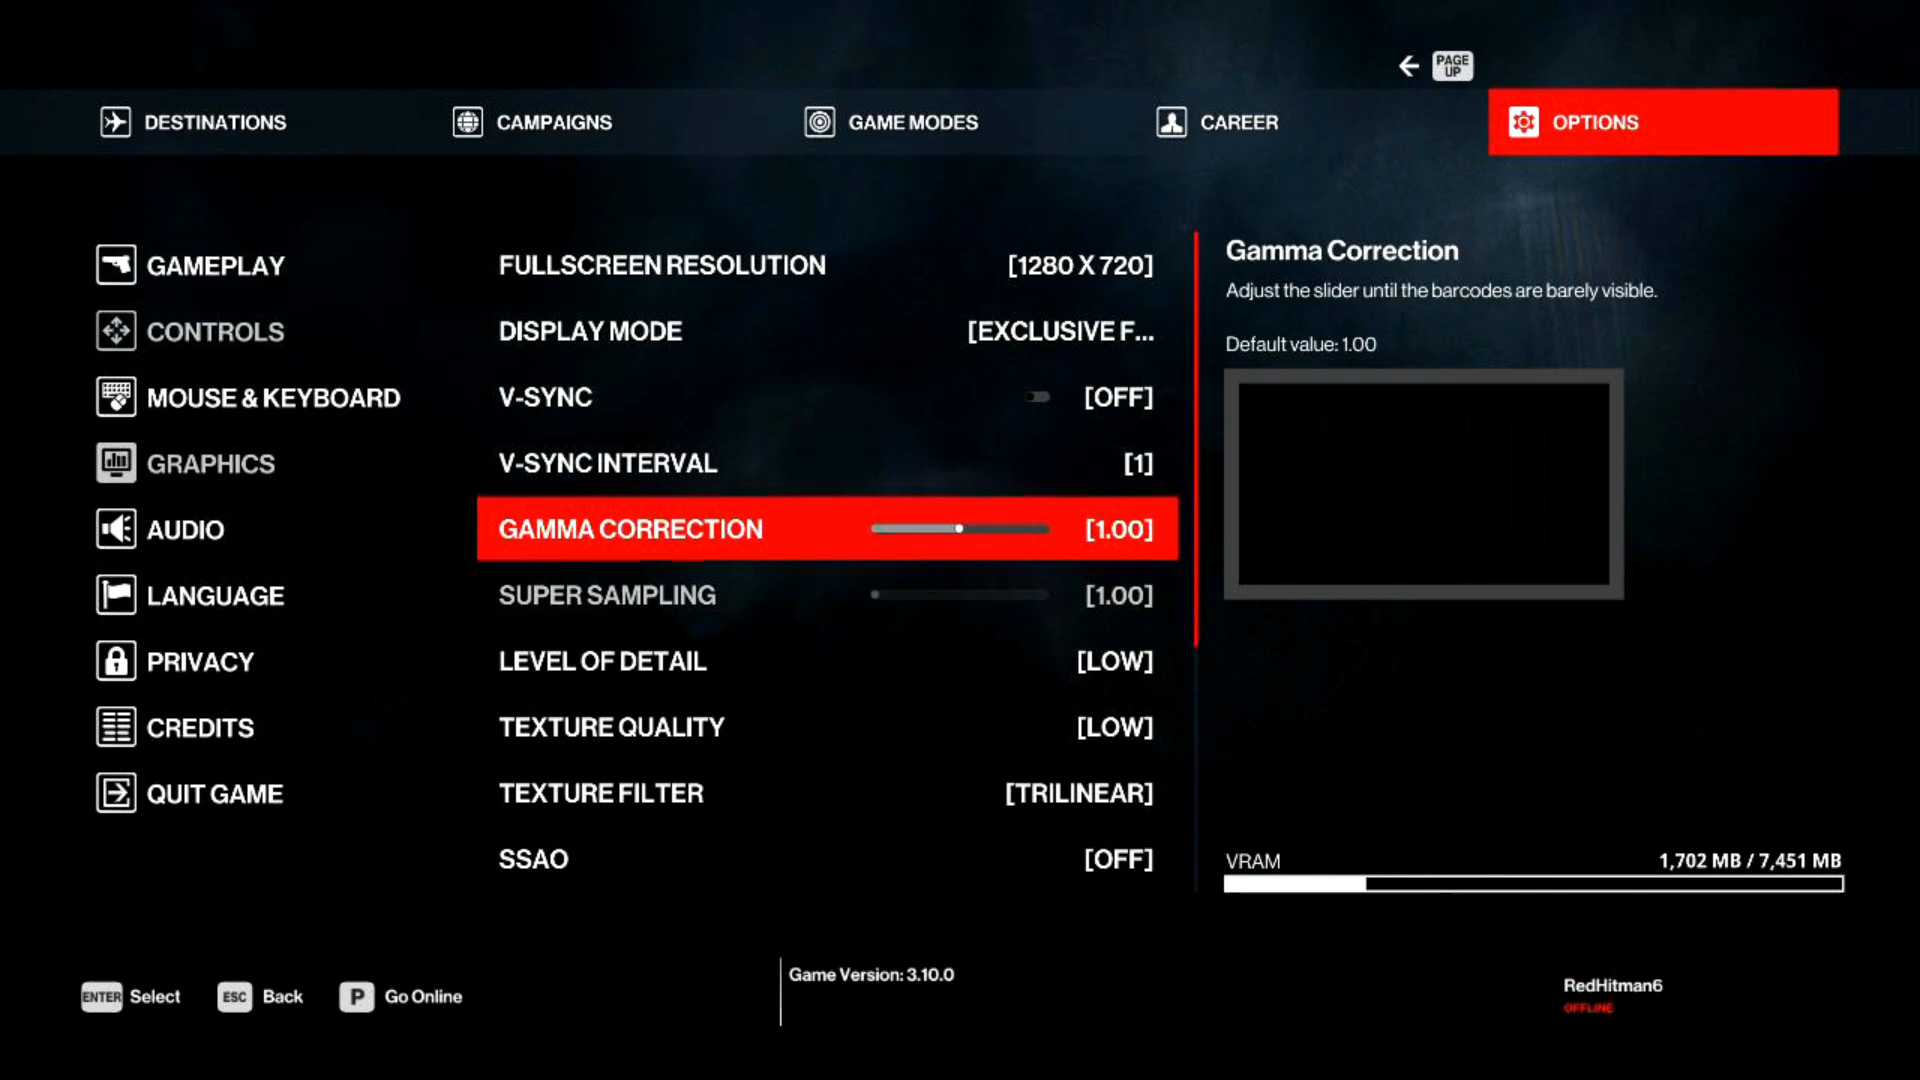 PAGE UP
DESTINATIONS
CAMPAIGNS
GAME MODES
CAREER
OPTIONS
GAMEPLAY
CONTROLS
MOUSE & KEYBOARD
GRAPHICS
AUDIO
LANGUAGE
PRIVACY
CREDITS
QUIT GAME
FULLSCREEN RESOLUTION [1280 X 720]
DISPLAY MODE [EXCLUSIVE F...
V-SYNC [OFF]
V-SYNC INTERVAL [1]
GAMMA CORRECTION [1.00]
SUPER SAMPLING [1.00]
LEVEL OF DETAIL [LOW]
TEXTURE QUALITY [LOW]
TEXTURE FILTER [TRILINEAR]
SSAO [OFF]
Gamma Correction
Adjust the slider until the barcodes are barely visible.
Default value: 1.00
VRAM 1,702 MB / 7,451 MB
ENTER Select ESC Back P Go Online
Game Version: 3.10.0
RedHitman6
OFFLINE